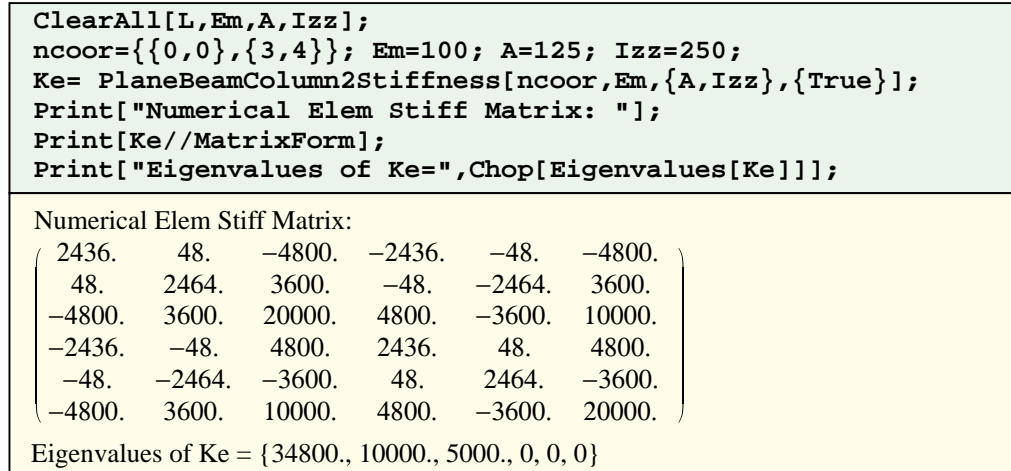 ClearAll[L,Em,A,Izz];
ncoor={{0,0},{3,4}}; Em=100; A=125; Izz=250;
Ke= PlaneBeamColumn2Stiffness[ncoor,Em,{A,Izz},{True}];
Print["Numerical Elem Stiff Matrix: "];
Print[Ke//MatrixForm];
Print["Eigenvalues of Ke=",Chop[Eigenvalues[Ke]]];
Numerical Elem Stiff Matrix:
2436. 48. −4800. −2436. −48. −4800.
48. 2464. 3600. −48. −2464. 3600.
−4800. 3600. 20000. 4800. −3600. 10000.
−2436. −48. 4800. 2436. 48. 4800.
−48. −2464. −3600. 48. 2464. −3600.
−4800. 3600. 10000. 4800. −3600. 20000.
Eigenvalues of Ke = {34800., 10000., 5000., 0, 0, 0}